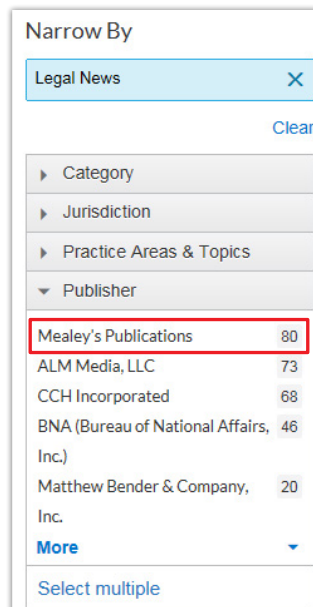 Narrow By
Legal News
Clear
Category
Jurisdiction
Practice Areas & Topics
Publisher
Mealey's Publications 80
ALM Media, LLC 73
CCH Incorporated 68
BNA (Bureau of National Affairs, 46
Inc.)
Matthew Bender & Company, 20
Inc.
More
Select multiple